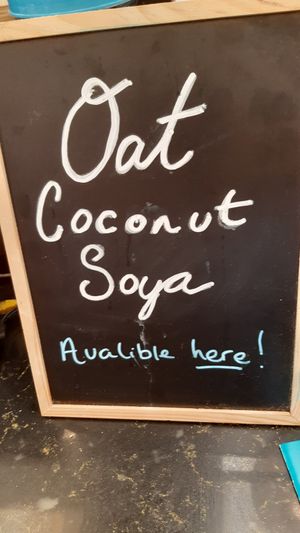 Oat
Coconut
Soya
Avalible here!